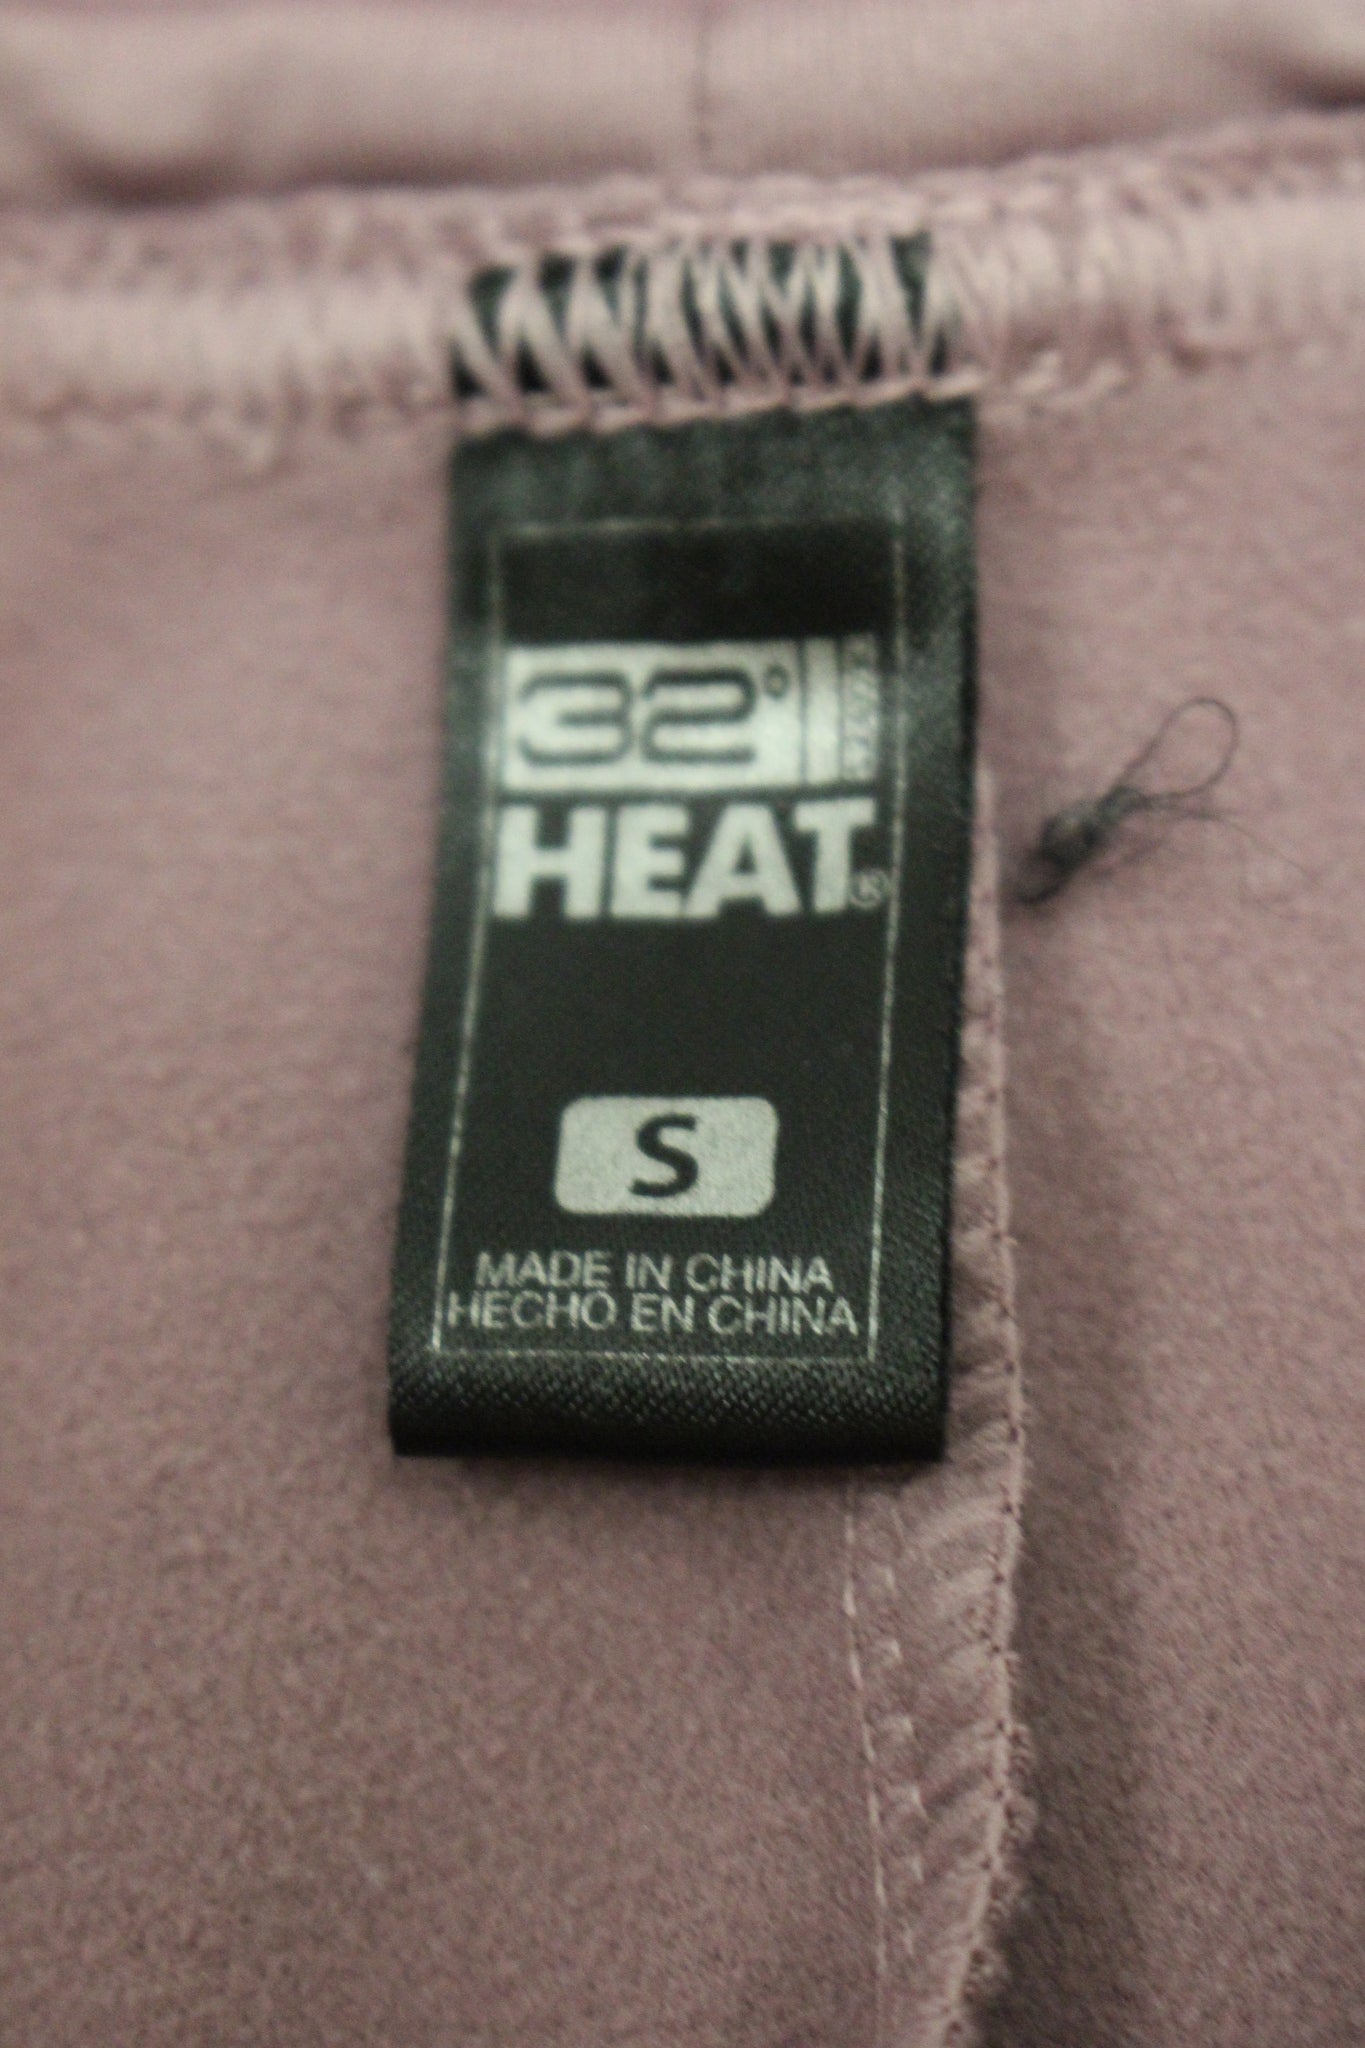 32°
HEAT®
S
MADE IN CHINA
HECHO EN CHINA